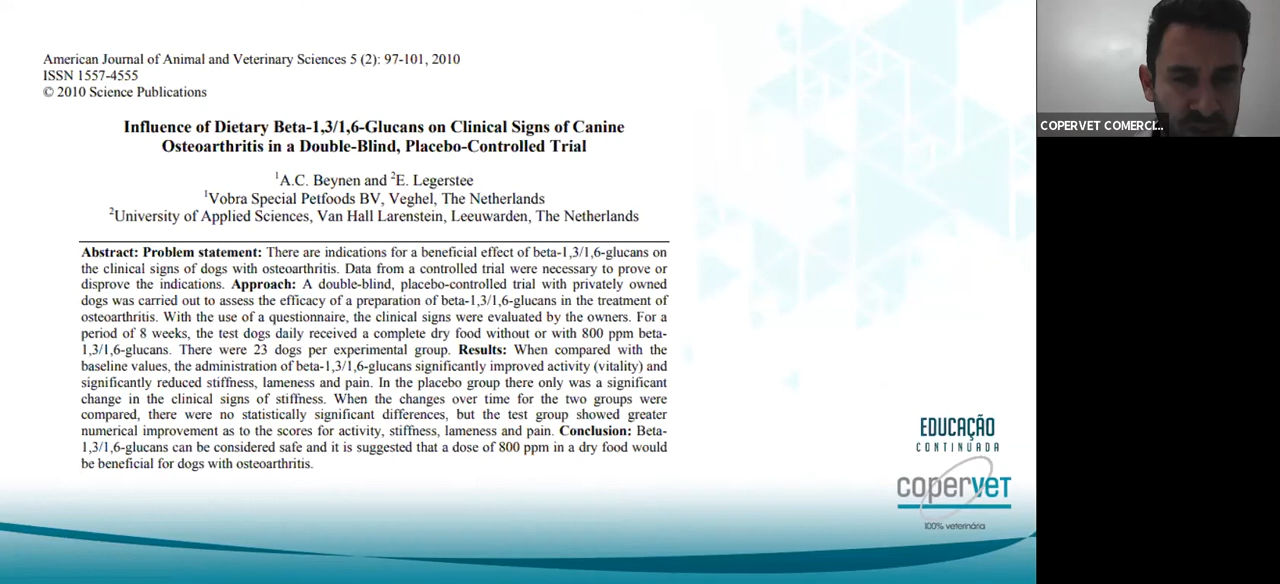 American Journal of Animal and Veterinary Sciences 5 (2): 97-101, 2010
ISSN 1557-4555
© 2010 Science Publications
Influence of Dietary Beta-1,3/1,6-Glucans on Clinical Signs of Canine
Osteoarthritis in a Double-Blind, Placebo-Controlled Trial
1A.C. Beynen and 2E. Legerstee
1Vobra Special Petfoods BV, Veghel, The Netherlands
2University of Applied Sciences, Van Hall Larenstein, Leeuwarden, The Netherlands
Abstract: Problem statement: There are indications for a beneficial effect of beta-1,3/1,6-glucans on
the clinical signs of dogs with osteoarthritis. Data from a controlled trial were necessary to prove or
disprove the indications. Approach: A double-blind, placebo-controlled trial with privately owned
dogs was carried out to assess the efficacy of a preparation of beta-1,3/1,6-glucans in the treatment of
osteoarthritis. With the use of a questionnaire, the clinical signs were evaluated by the owners. For a
period of 8 weeks, the test dogs daily received a complete dry food without or with 800 ppm beta-
1,3/1,6-glucans. There were 23 dogs per experimental group. Results: When compared with the
baseline values, the administration of beta-1,3/1,6-glucans significantly improved activity (vitality) and
significantly reduced stiffness, lameness and pain. In the placebo group there only was a significant
change in the clinical signs of stiffness. When the changes over time for the two groups were
compared, there were no statistically significant differences, but the test group showed greater
numerical improvement as to the scores for activity, stiffness, lameness and pain. Conclusion: Beta-
1,3/1,6-glucans can be considered safe and it is suggested that a dose of 800 ppm in a dry food would
be beneficial for dogs with osteoarthritis.
EDUCAÇÃO
CONTINUADA
copervet
100% veterinária
COPERVET COMERCI...